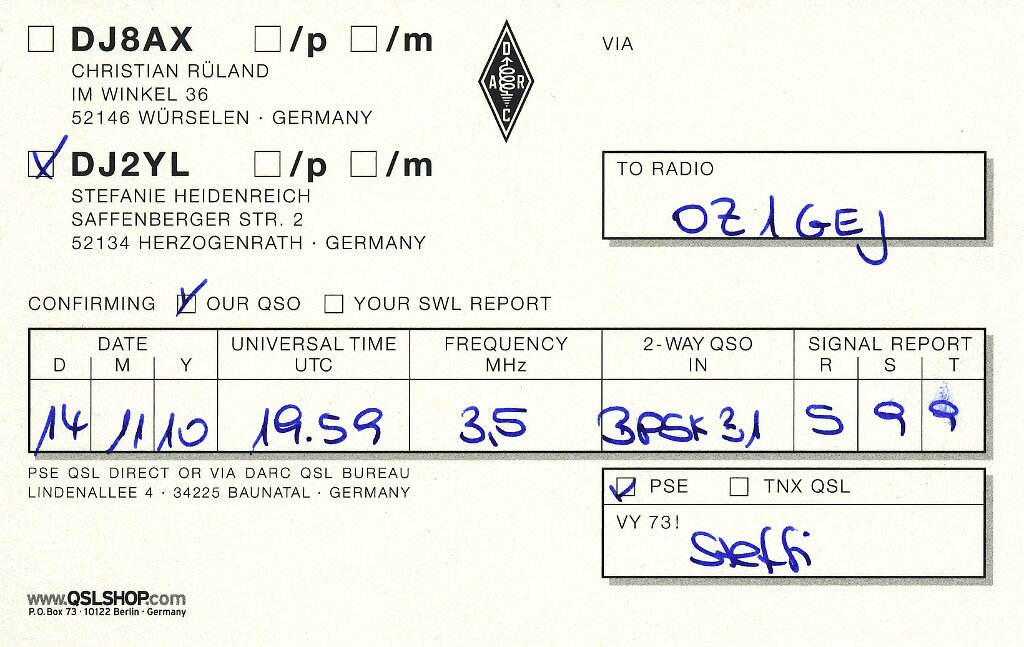 DJ8AX /p /m
CHRISTIAN RÜLAND
IM WINKEL 36
52146 WÜRSELEN · GERMANY
DARC
VIA
DJ2YL /p /m
STEFANIE HEIDENREICH
SAFFENBERGER STR. 2
52134 HERZOGENRATH · GERMANY
TO RADIO
OZ1GEJ
CONFIRMING OUR QSO YOUR SWL REPORT
DATE UNIVERSAL TIME FREQUENCY 2-WAY QSO SIGNAL REPORT
D M Y UTC MHz IN R S T
14 11 10 19.59 3,5 BPSK 31 5 9 9
PSE QSL DIRECT OR VIA DARC QSL BUREAU
LINDENALLEE 4 · 34225 BAUNATAL · GERMANY
PSE TNX QSL
VY 73!
Steffi
www.QSLSHOP.com
P.O. Box 73 · 10122 Berlin · Germany